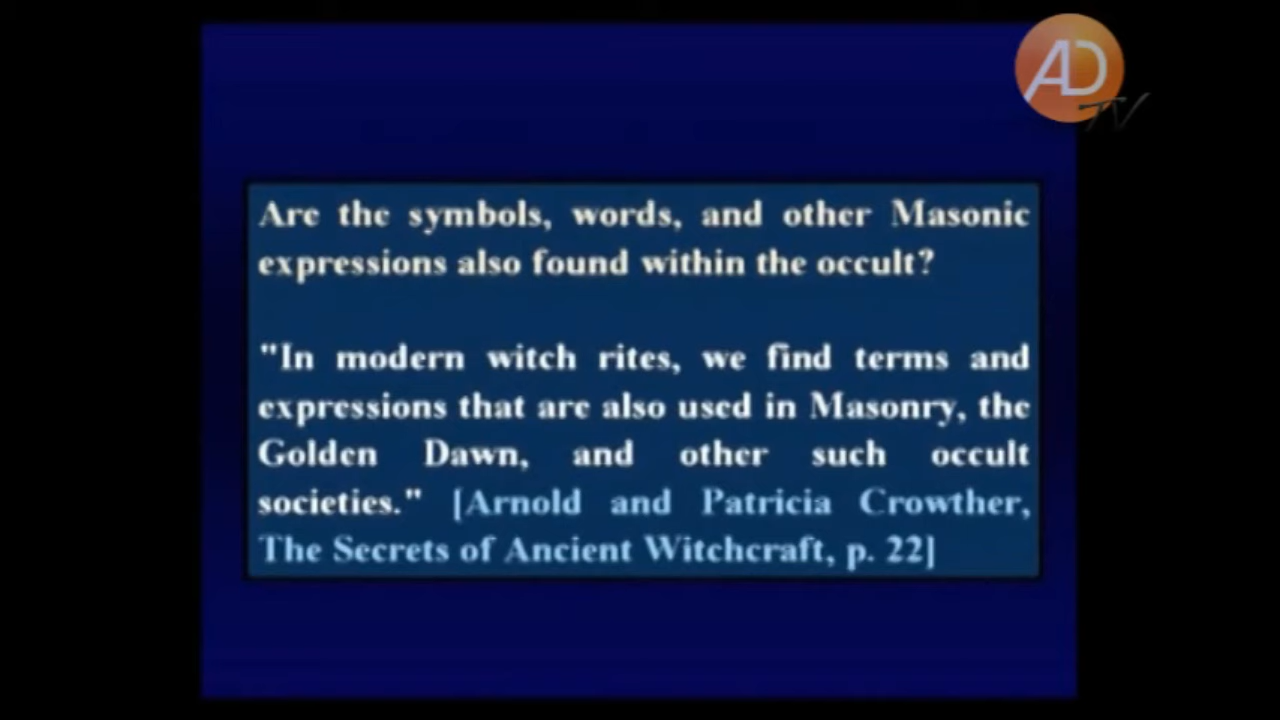 AD
TV
Are the symbols, words, and other Masonic
expressions also found within the occult?
"In modern witch rites, we find terms and
expressions that are also used in Masonry, the
Golden Dawn, and other such occult
societies." [Arnold and Patricia Crowther,
The Secrets of Ancient Witchcraft, p. 22]